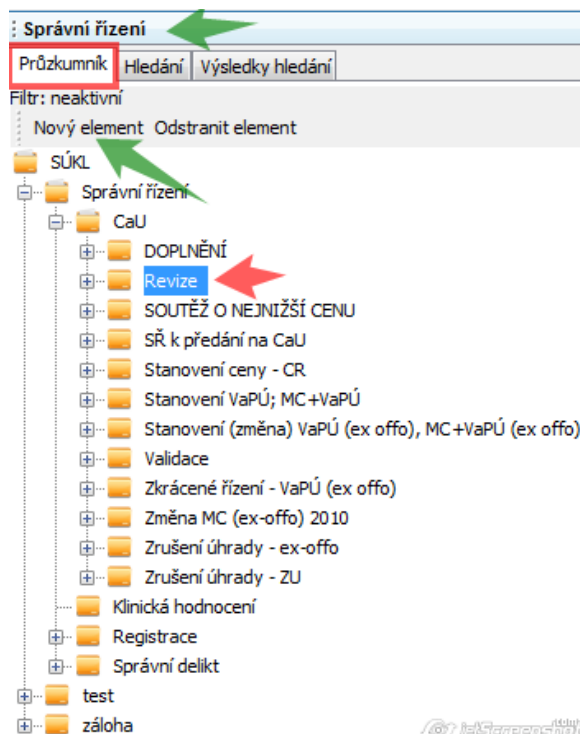 Správní řízení
Průzkumník Hledání Výsledky hledání
Filtr: neaktivní
Nový element Odstranit element
SÚKL
Správní řízení
CaU
DOPLNĚNÍ
Revize
SOUTĚŽ O NEJNIŽŠÍ CENU
SŘ k předání na CaU
Stanovení ceny - CR
Stanovení VaPÚ; MC+VaPÚ
Stanovení (změna) VaPÚ (ex offo), MC+VaPÚ (ex offo)
Validace
Zkrácené řízení - VaPÚ (ex offo)
Změna MC (ex-offo) 2010
Zrušení úhrady - ex-offo
Zrušení úhrady - ZU
Klinická hodnocení
Registrace
Správní delikt
test
záloha